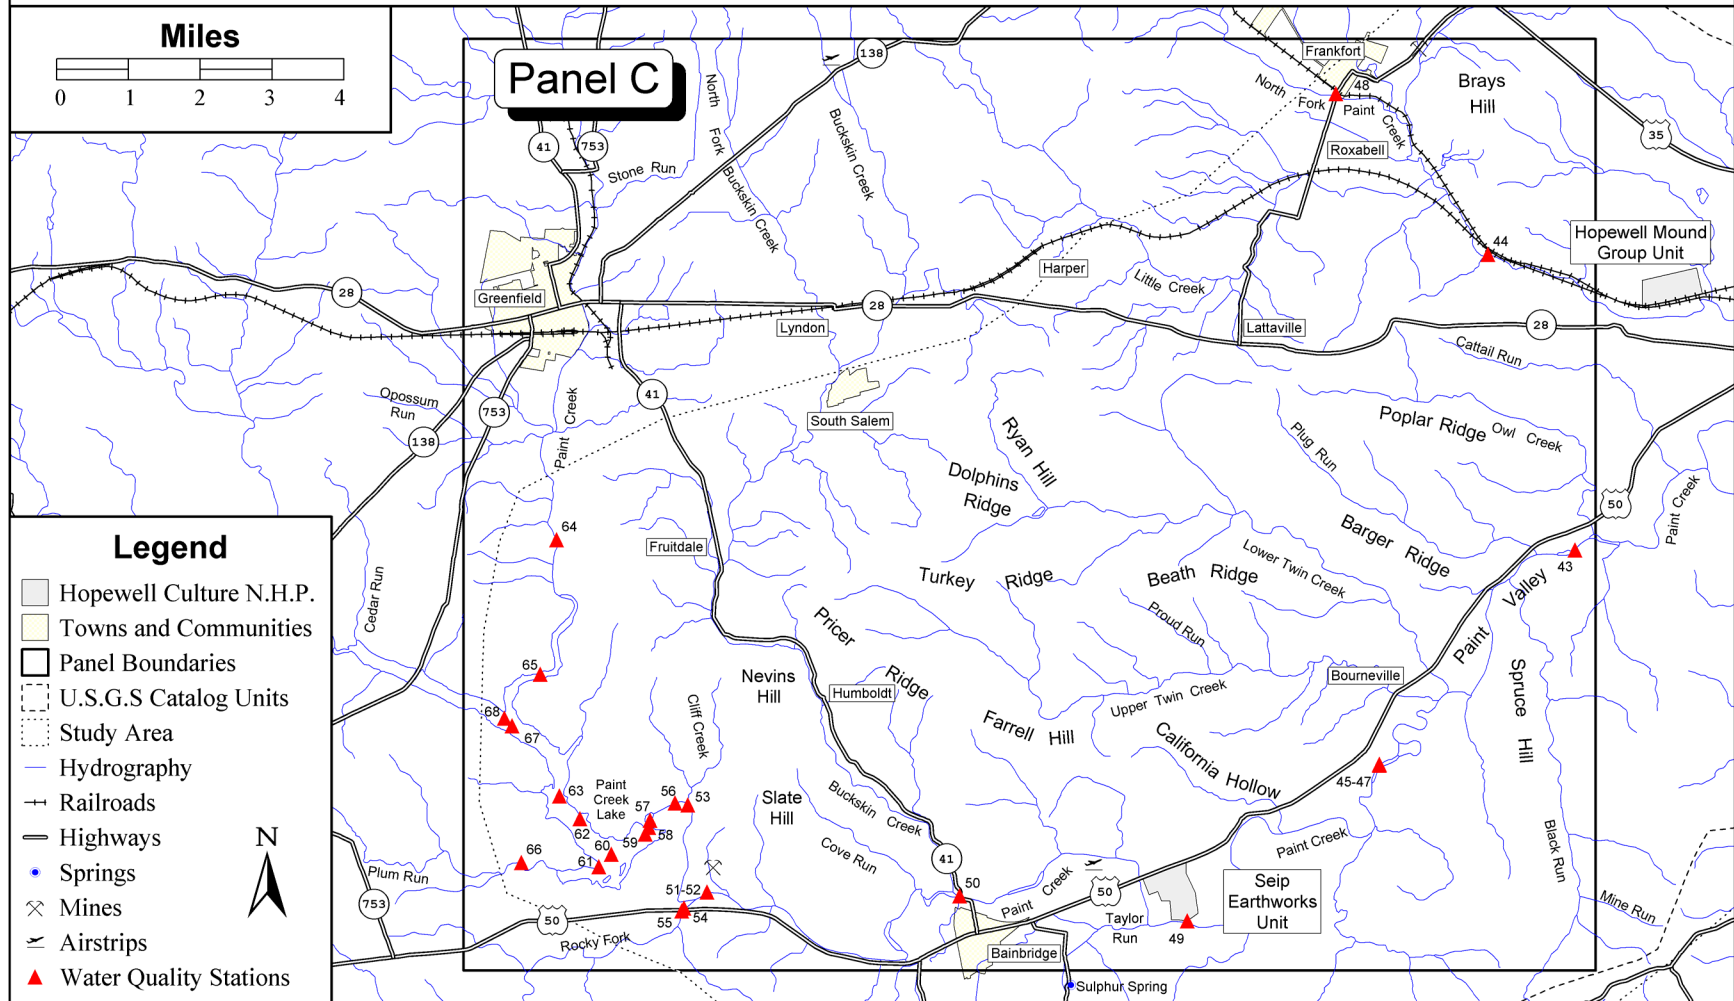 Miles
0 1 2 3 4
Panel C
138
41
753
Stone Run
North
Fork
Buckskin Creek
Buckskin Creek
Frankfort
48
North
Fork
Paint
Creek
Roxabell
Brays
Hill
35
44
Hopewell Mound
Group Unit
28
Greenfield
Lyndon
28
Harper
Little Creek
Lattaville
28
Cattail Run
Opossum
Run
138
753
Paint Creek
41
South Salem
Ryan Hill
Dolphins
Ridge
Plug Run
Poplar Ridge
Owl Creek
50
Paint Creek
64
Fruitdale
Turkey Ridge
Beath Ridge
Lower Twin Creek
Barger Ridge
43
Proud Run
Paint Valley
Cedar Run
65
68
67
Nevins
Hill
Pricer
Ridge
Humboldt
Cliff Creek
Farrell Hill
Upper Twin Creek
Bourneville
California Hollow
Spruce
Hill
45-47
63
Paint
Creek
Lake
62
57
56
53
58
59
60
61
66
Slate
Hill
Buckskin Creek
Cove Run
41
50
51-52
54
55
Paint Creek
Black Run
Mine Run
Plum Run
753
50
Rocky Fork
Paint
Creek
50
Taylor
Run
49
Seip
Earthworks
Unit
Bainbridge
Sulphur Spring
Legend
Hopewell Culture N.H.P.
Towns and Communities
Panel Boundaries
U.S.G.S Catalog Units
Study Area
Hydrography
Railroads
Highways
Springs
Mines
Airstrips
Water Quality Stations
N